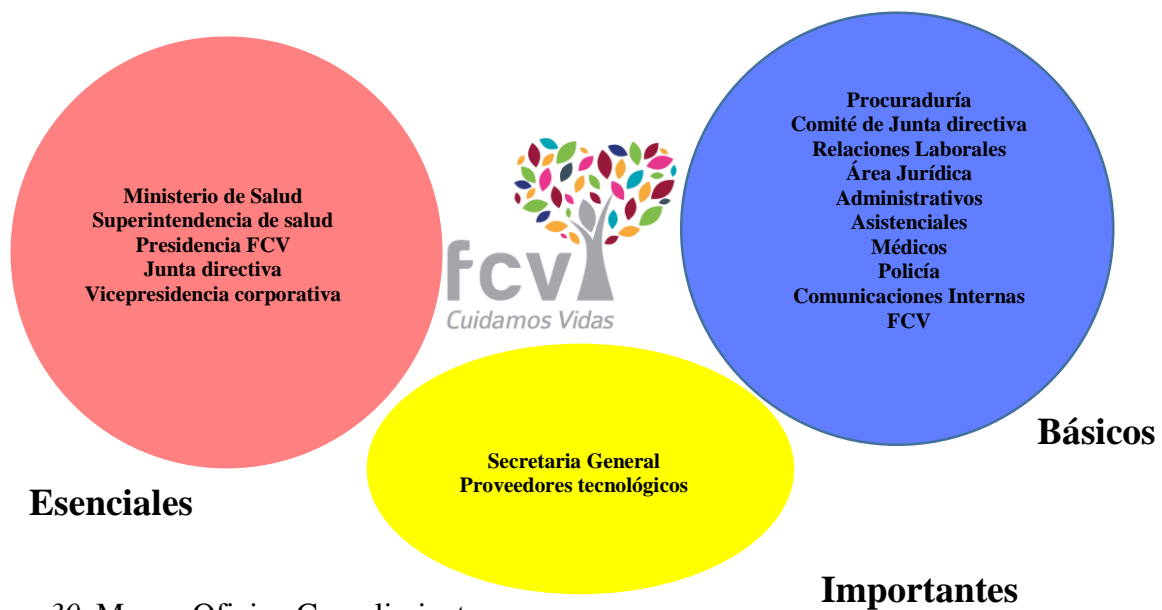 Ministerio de Salud
Superintendencia de salud
Presidencia FCV
Junta directiva
Vicepresidencia corporativa
fcv
Cuidamos Vidas
Procuraduría
Comité de Junta directiva
Relaciones Laborales
Área Jurídica
Administrativos
Asistenciales
Médicos
Policía
Comunicaciones Internas
FCV
Básicos
Secretaria General
Proveedores tecnológicos
Esenciales
Importantes
30